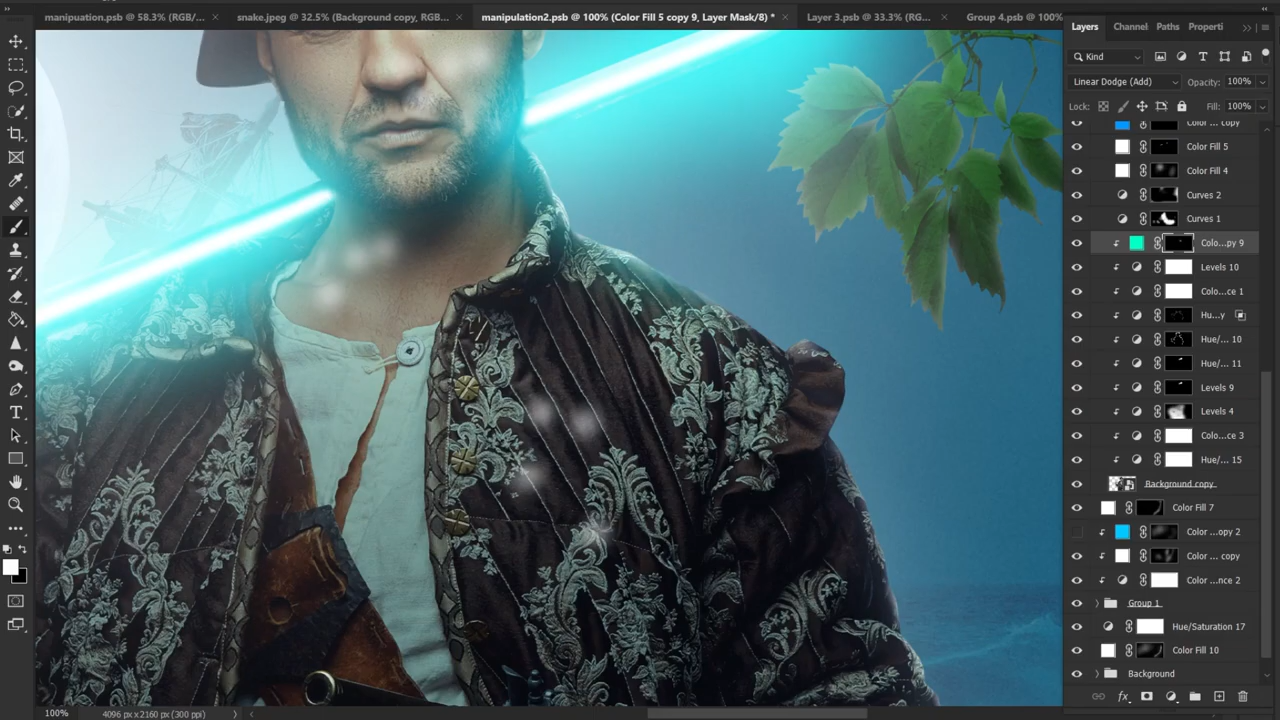 manipuation.psb @ 58.3% (RGB/... ×
snake.jpeg @ 32.5% (Background copy, RGB... ×
manipulation2.psb @ 100% (Color Fill 5 copy 9, Layer Mask/8) * ×
Layer 3.psb @ 33.3% (RG... ×
Group 4.psb @ 100%
Layers Channel Paths Properti
Kind
Linear Dodge (Add) Opacity: 100%
Lock: Fill: 100%
Color ... copy
Color Fill 5
Color Fill 4
Curves 2
Curves 1
Colo...py 9
Levels 10
Colo...ce 1
Hu...y
Hue/... 10
Hue/... 11
Levels 9
Levels 4
Colo...ce 3
Hue/... 15
Background copy
Color Fill 7
Color ...opy 2
Color ... copy
Color ...nce 2
Group 1
Hue/Saturation 17
Color Fill 10
Background
fx
100% 4096 px x 2160 px (300 ppi)